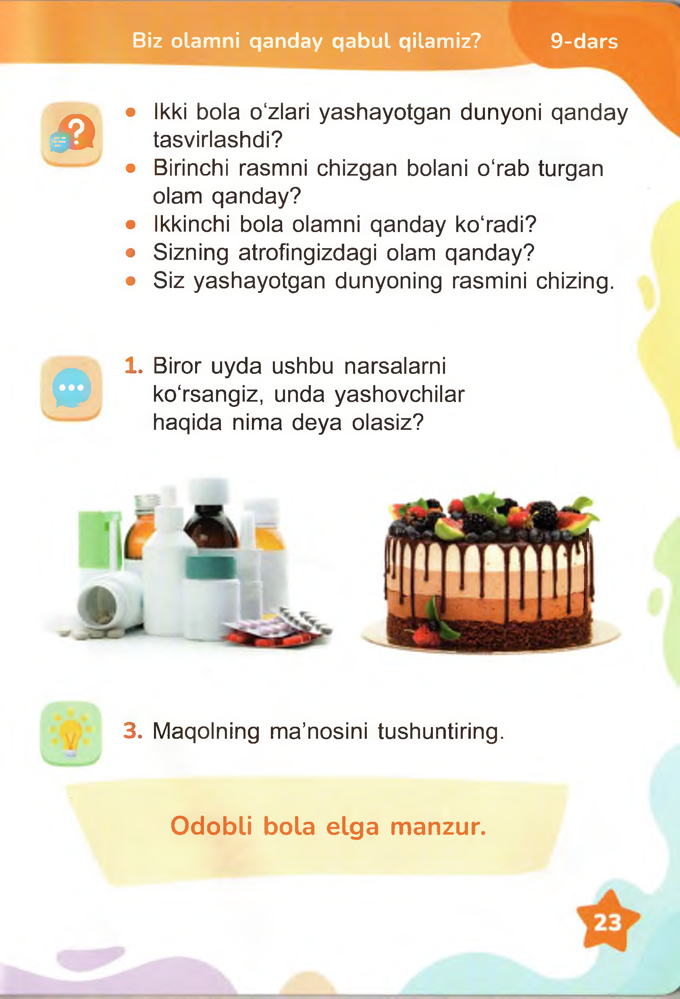 Biz olamni qanday qabul qilamiz? 9-dars
• Ikki bola o‘zlari yashayotgan dunyoni qanday
tasvirlashdi?
• Birinchi rasmni chizgan bolani o‘rab turgan
olam qanday?
• Ikkinchi bola olamni qanday ko‘radi?
• Sizning atrofingizdagi olam qanday?
• Siz yashayotgan dunyoning rasmini chizing.
1. Biror uyda ushbu narsalarni
ko‘rsangiz, unda yashovchilar
haqida nima deya olasiz?
3. Maqolning ma’nosini tushuntiring.
Odobli bola elga manzur.
23